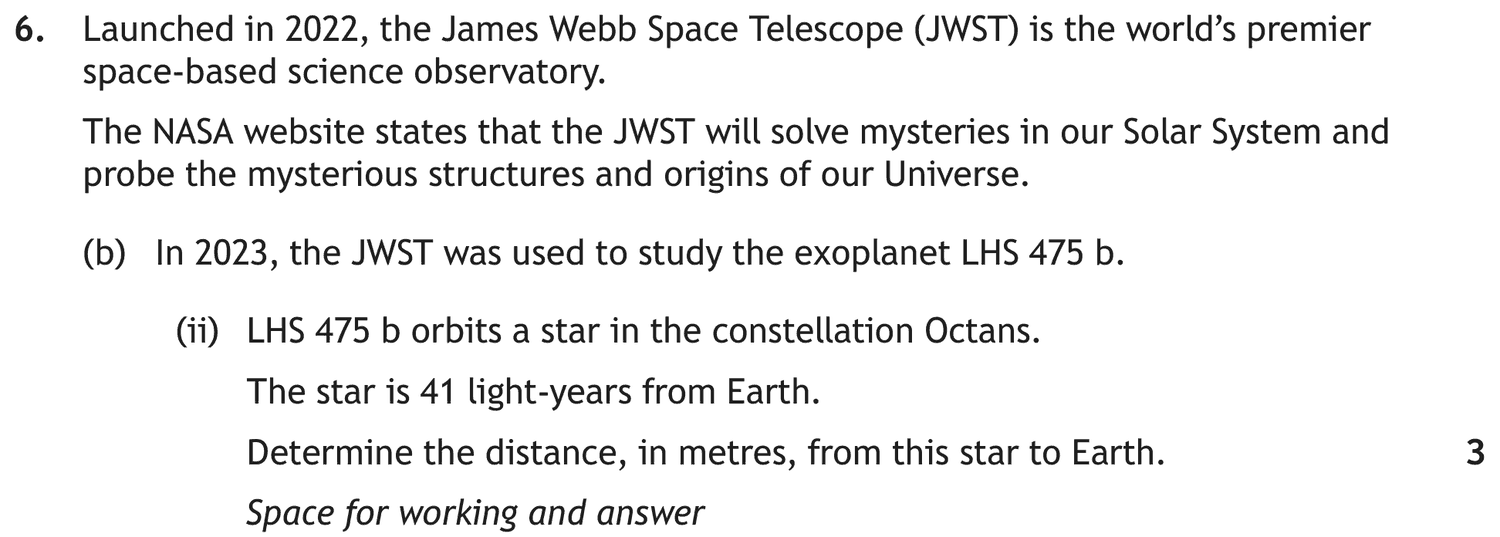 6. Launched in 2022, the James Webb Space Telescope (JWST) is the world’s premier
space-based science observatory.
The NASA website states that the JWST will solve mysteries in our Solar System and
probe the mysterious structures and origins of our Universe.
(b) In 2023, the JWST was used to study the exoplanet LHS 475 b.
(ii) LHS 475 b orbits a star in the constellation Octans.
The star is 41 light-years from Earth.
Determine the distance, in metres, from this star to Earth. 3
Space for working and answer